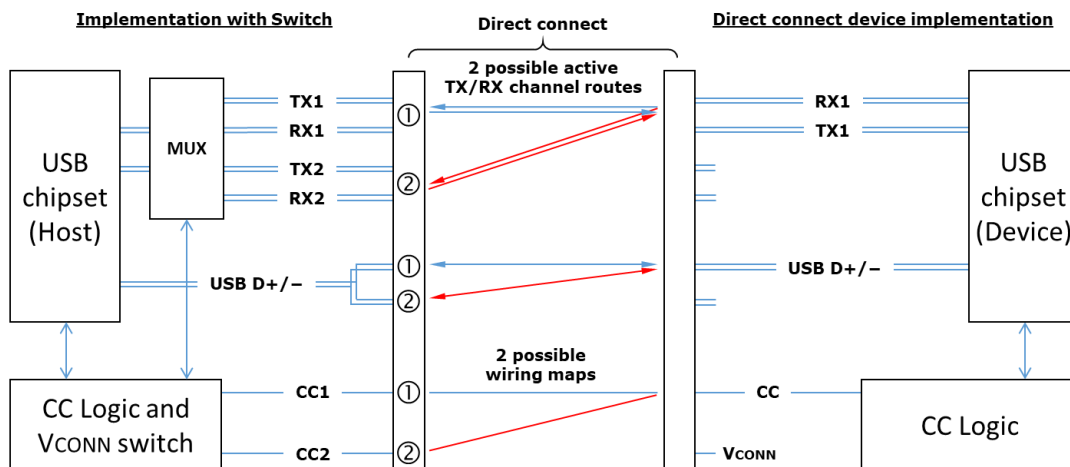 Implementation with Switch
Direct connect
Direct connect device implementation
2 possible active
TX/RX channel routes
USB
chipset
(Host)
MUX
TX1
RX1
TX2
RX2
①
②
RX1
TX1
USB
chipset
(Device)
USB D+/−
①
②
USB D+/−
2 possible
wiring maps
CC Logic and
VCONN switch
CC1
①
CC2
②
CC
VCONN
CC Logic